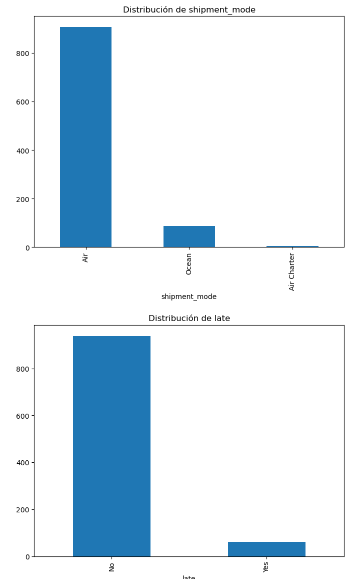 Distribución de shipment_mode
800
600
400
200
0
Air
Ocean
Air Charter
shipment_mode
Distribución de late
800
600
400
200
0
No
Yes
late